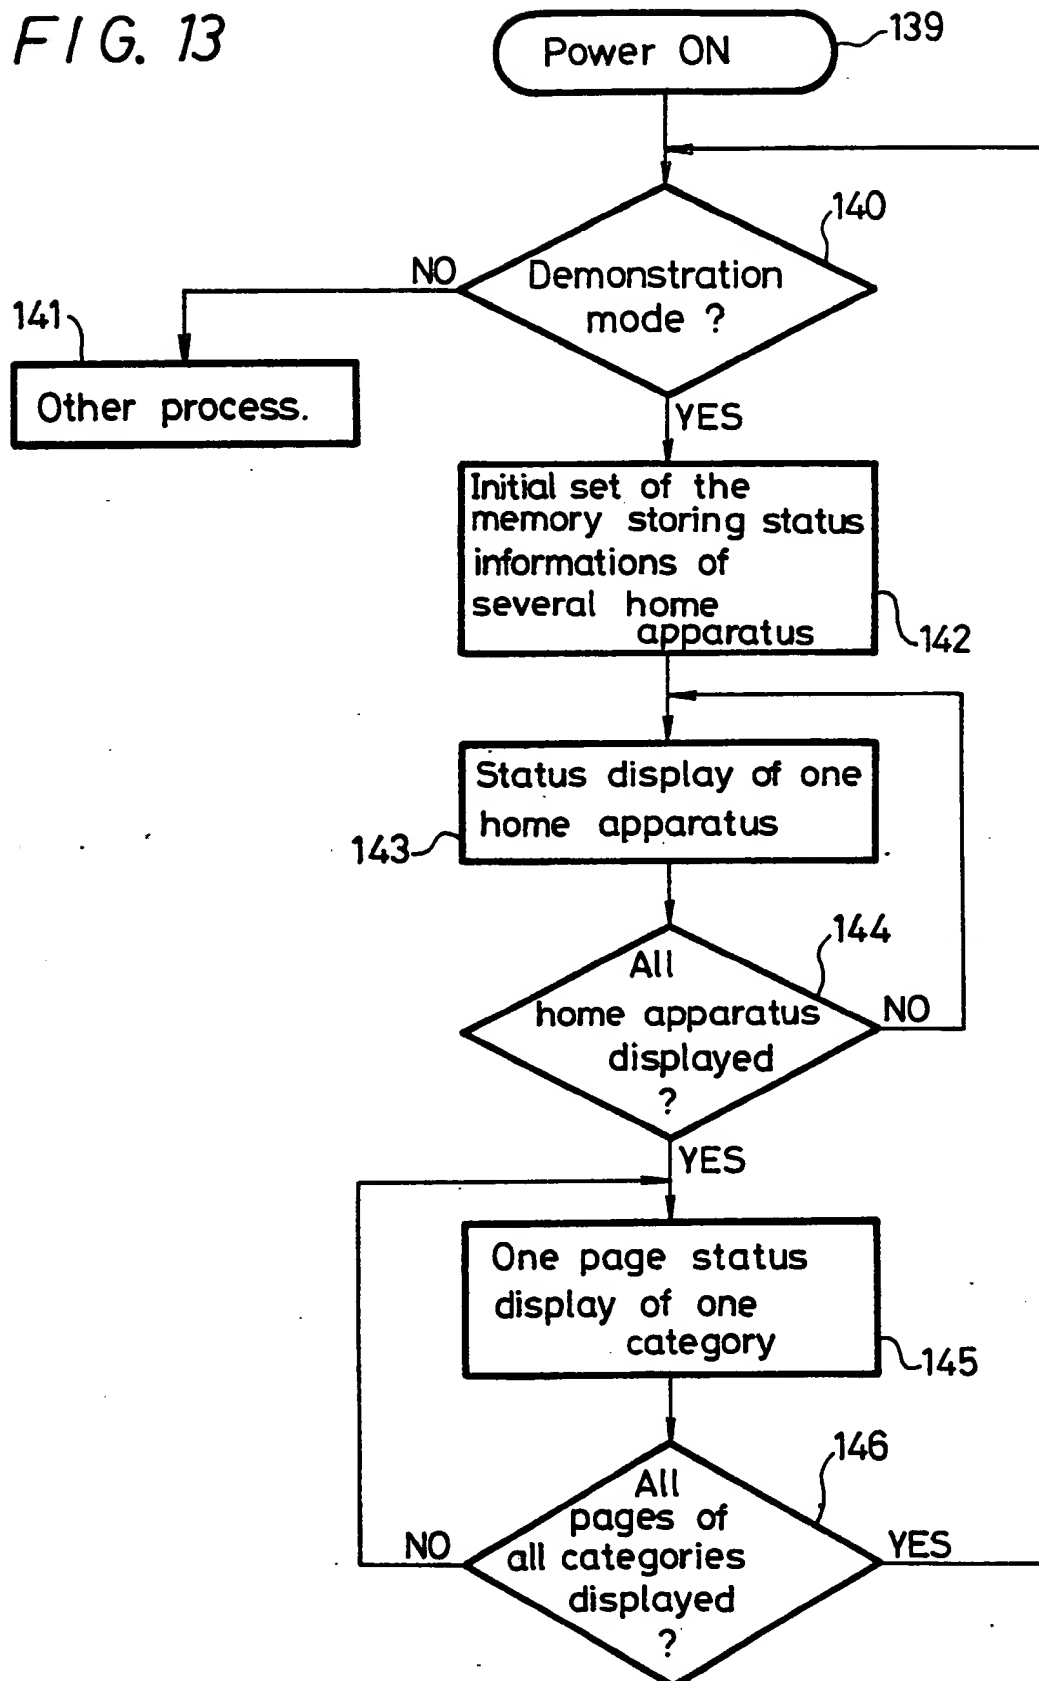 FIG. 13
Power ON
139
140
Demonstration
mode ?
NO
141
Other process.
YES
Initial set of the
memory storing status
informations of
several home
apparatus
142
Status display of one
home apparatus
143
144
All
home apparatus
displayed
?
NO
YES
One page status
display of one
category
145
146
All
pages of
all categories
displayed
?
NO
YES